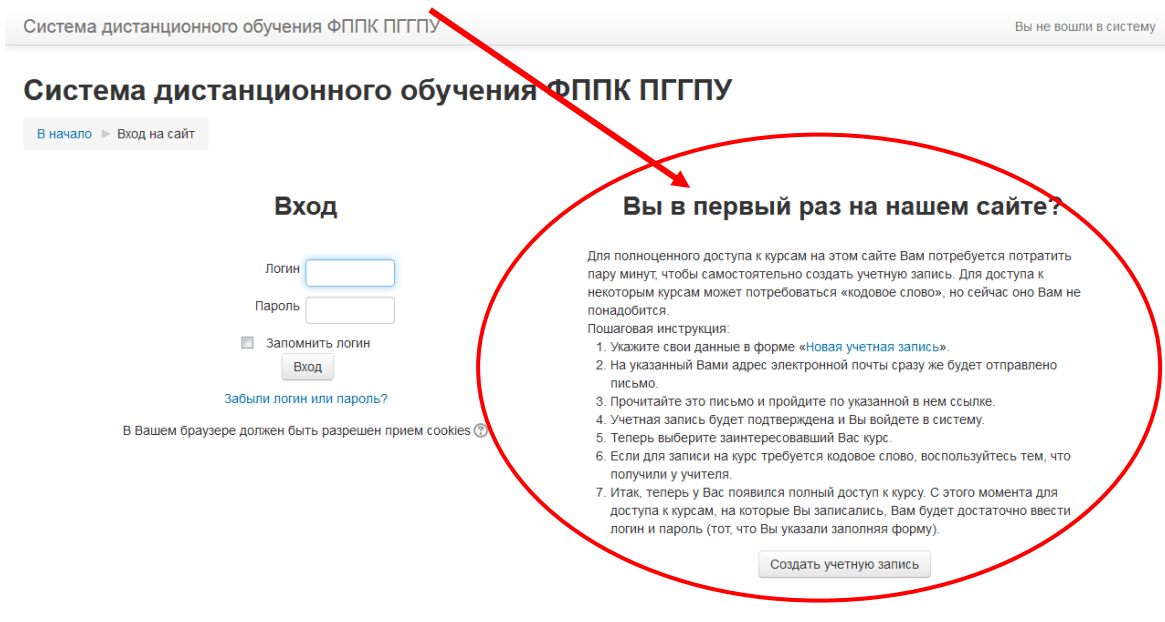 Система дистанционного обучения ФППК ПГГПУ
Вы не вошли в систему
Система дистанционного обучения ФППК ПГГПУ
В начало ► Вход на сайт
Вход
Логин
Пароль
Запомнить логин
Вход
Забыли логин или пароль?
В Вашем браузере должен быть разрешен прием cookies
Вы в первый раз на нашем сайте?
Для полноценного доступа к курсам на этом сайте Вам потребуется потратить
пару минут, чтобы самостоятельно создать учетную запись. Для доступа к
некоторым курсам может потребоваться «кодовое слово», но сейчас оно Вам не
понадобится.
Пошаговая инструкция:
1. Укажите свои данные в форме «Новая учетная запись».
2. На указанный Вами адрес электронной почты сразу же будет отправлено
письмо.
3. Прочитайте это письмо и пройдите по указанной в нем ссылке.
4. Учетная запись будет подтверждена и Вы войдете в систему.
5. Теперь выберите заинтересовавший Вас курс.
6. Если для записи на курс требуется кодовое слово, воспользуйтесь тем, что
получили у учителя.
7. Итак, теперь у Вас появился полный доступ к курсу. С этого момента для
доступа к курсам, на которые Вы записались, Вам будет достаточно ввести
логин и пароль (тот, что Вы указали заполняя форму).
Создать учетную запись